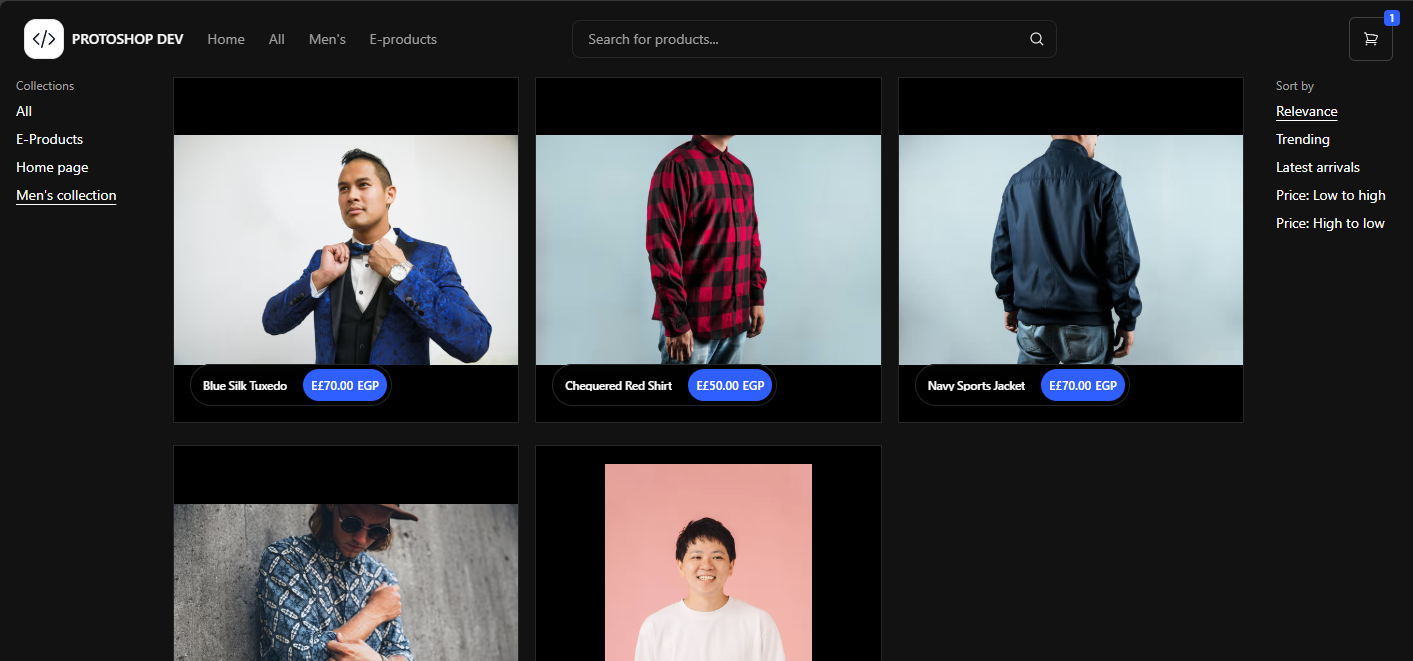 </> PROTOSHOP DEV Home All Men's E-products Search for products... 1
Collections
All
E-Products
Home page
Men's collection
Blue Silk Tuxedo E£70.00 EGP
Chequered Red Shirt E£50.00 EGP
Navy Sports Jacket E£70.00 EGP
Sort by
Relevance
Trending
Latest arrivals
Price: Low to high
Price: High to low